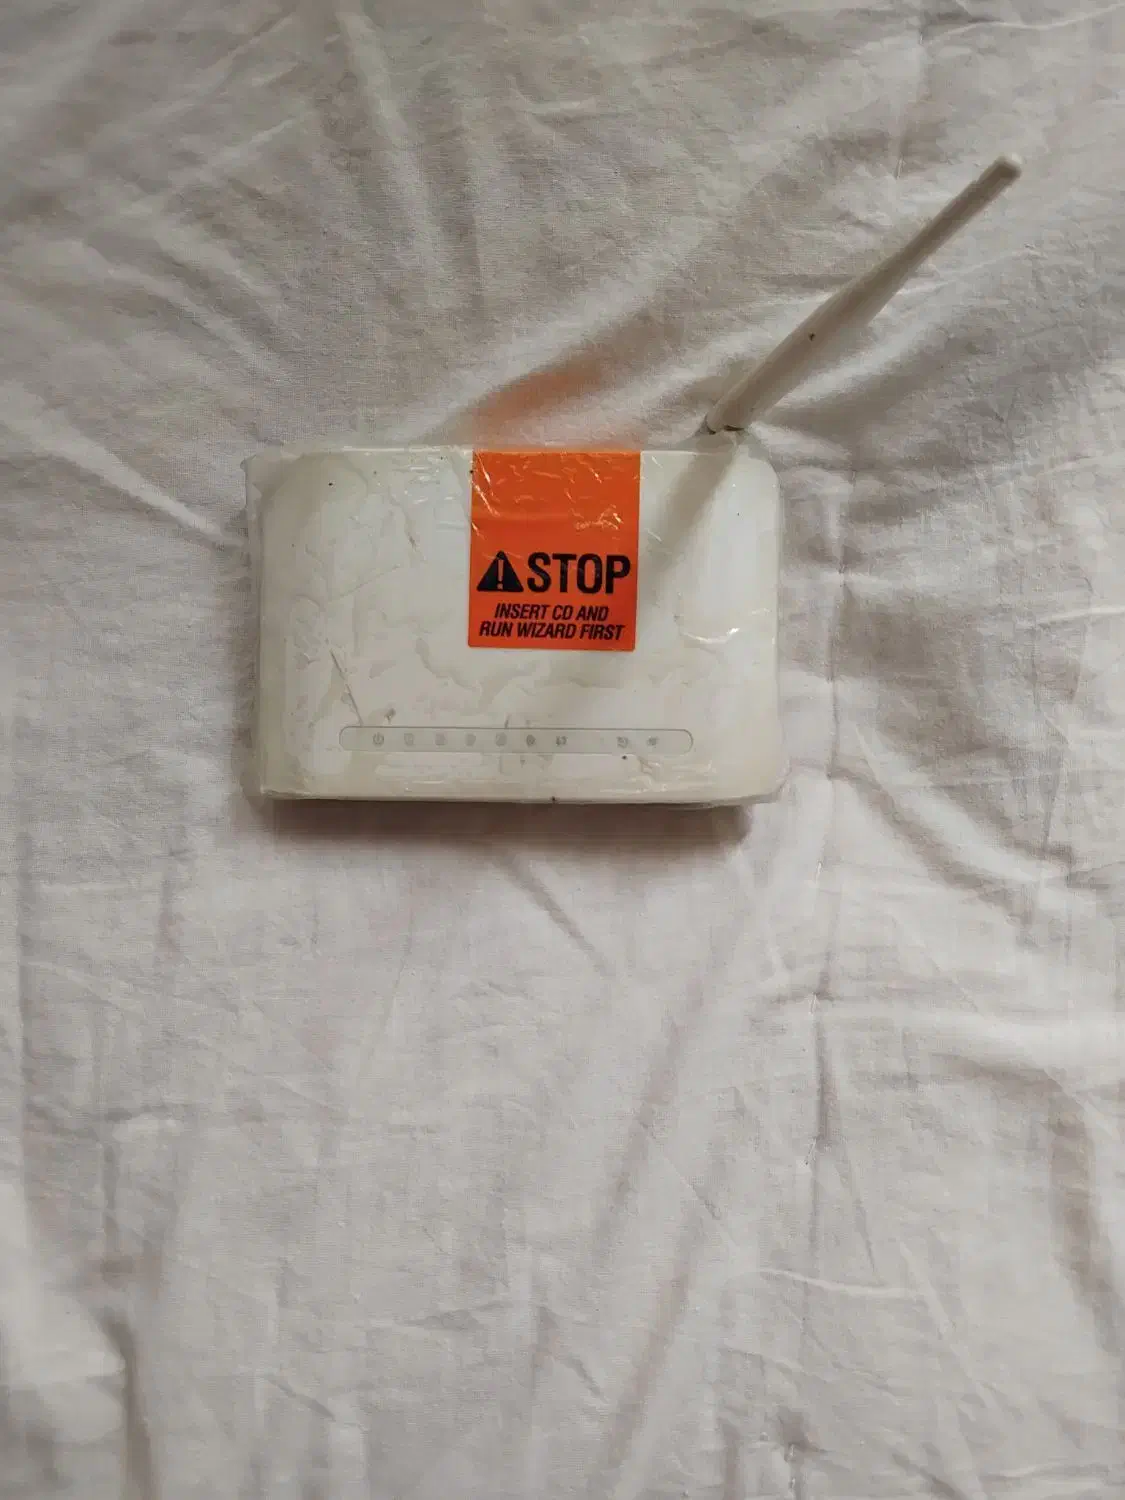 STOP
INSERT CD AND
RUN WIZARD FIRST